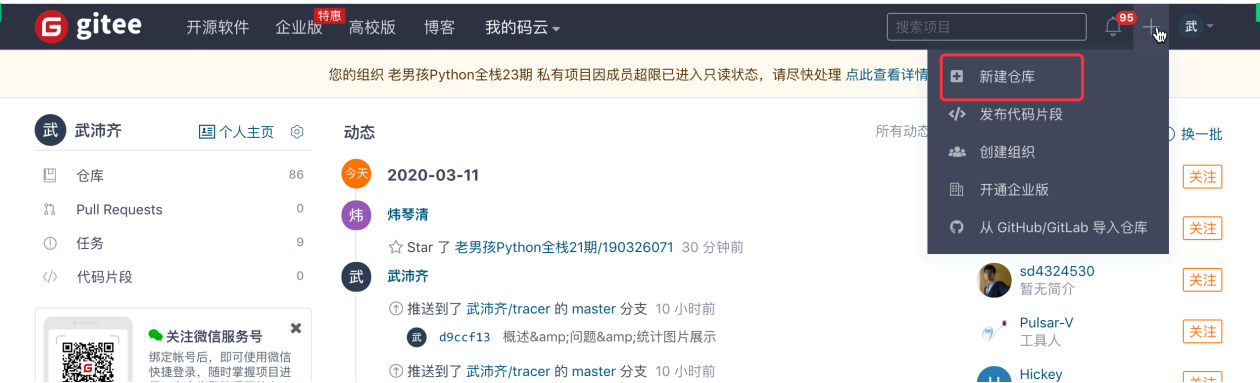 G gitee 开源软件 企业版 特惠 高校版 博客 我的码云 搜索项目 95 武
您的组织 老男孩Python全栈23期 私有项目因成员超限已进入只读状态，请尽快处理 点此查看详情
新建仓库
发布代码片段
创建组织
开通企业版
从 GitHub/GitLab 导入仓库
武 武沛齐 个人主页
仓库 86
Pull Requests 0
任务 9
代码片段 0
关注微信服务号
绑定帐号后，即可使用微信
快捷登录，随时掌握项目进
动态 所有动态
今天 2020-03-11
炜 炜琴清
Star 了 老男孩Python全栈21期/190326071 30 分钟前
武 武沛齐
推送到了 武沛齐/tracer 的 master 分支 10 小时前
武 d9ccf13 概述&amp;问题&amp;统计图片展示
推送到了 武沛齐/tracer 的 master 分支 10 小时前
换一批
关注
关注
sd4324530 关注
暂无简介
Pulsar-V 关注
工具人
Hickey
关注